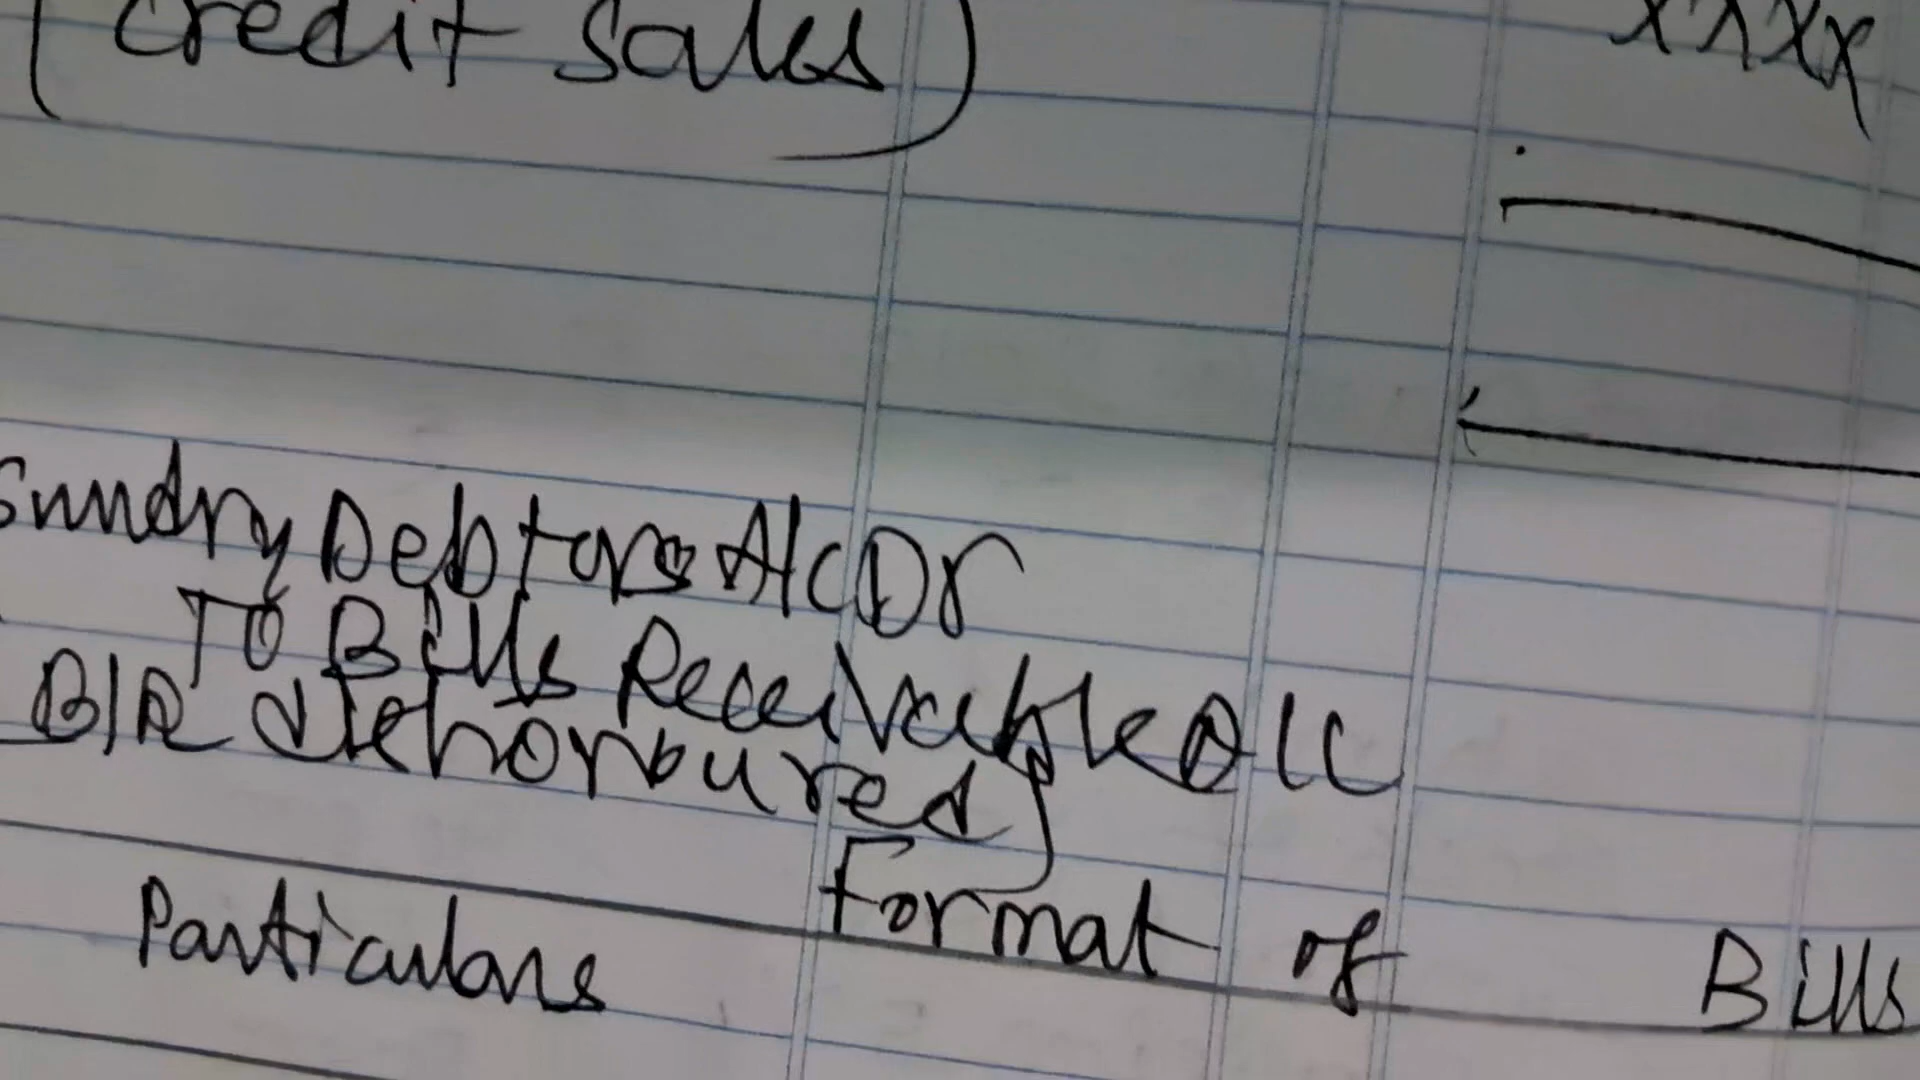 (Credit Sales) xxxx
Sundry Debtors A/c Dr
To Bills Receivable A/c
B/R dishonoured)
Format of Bills
Particulars